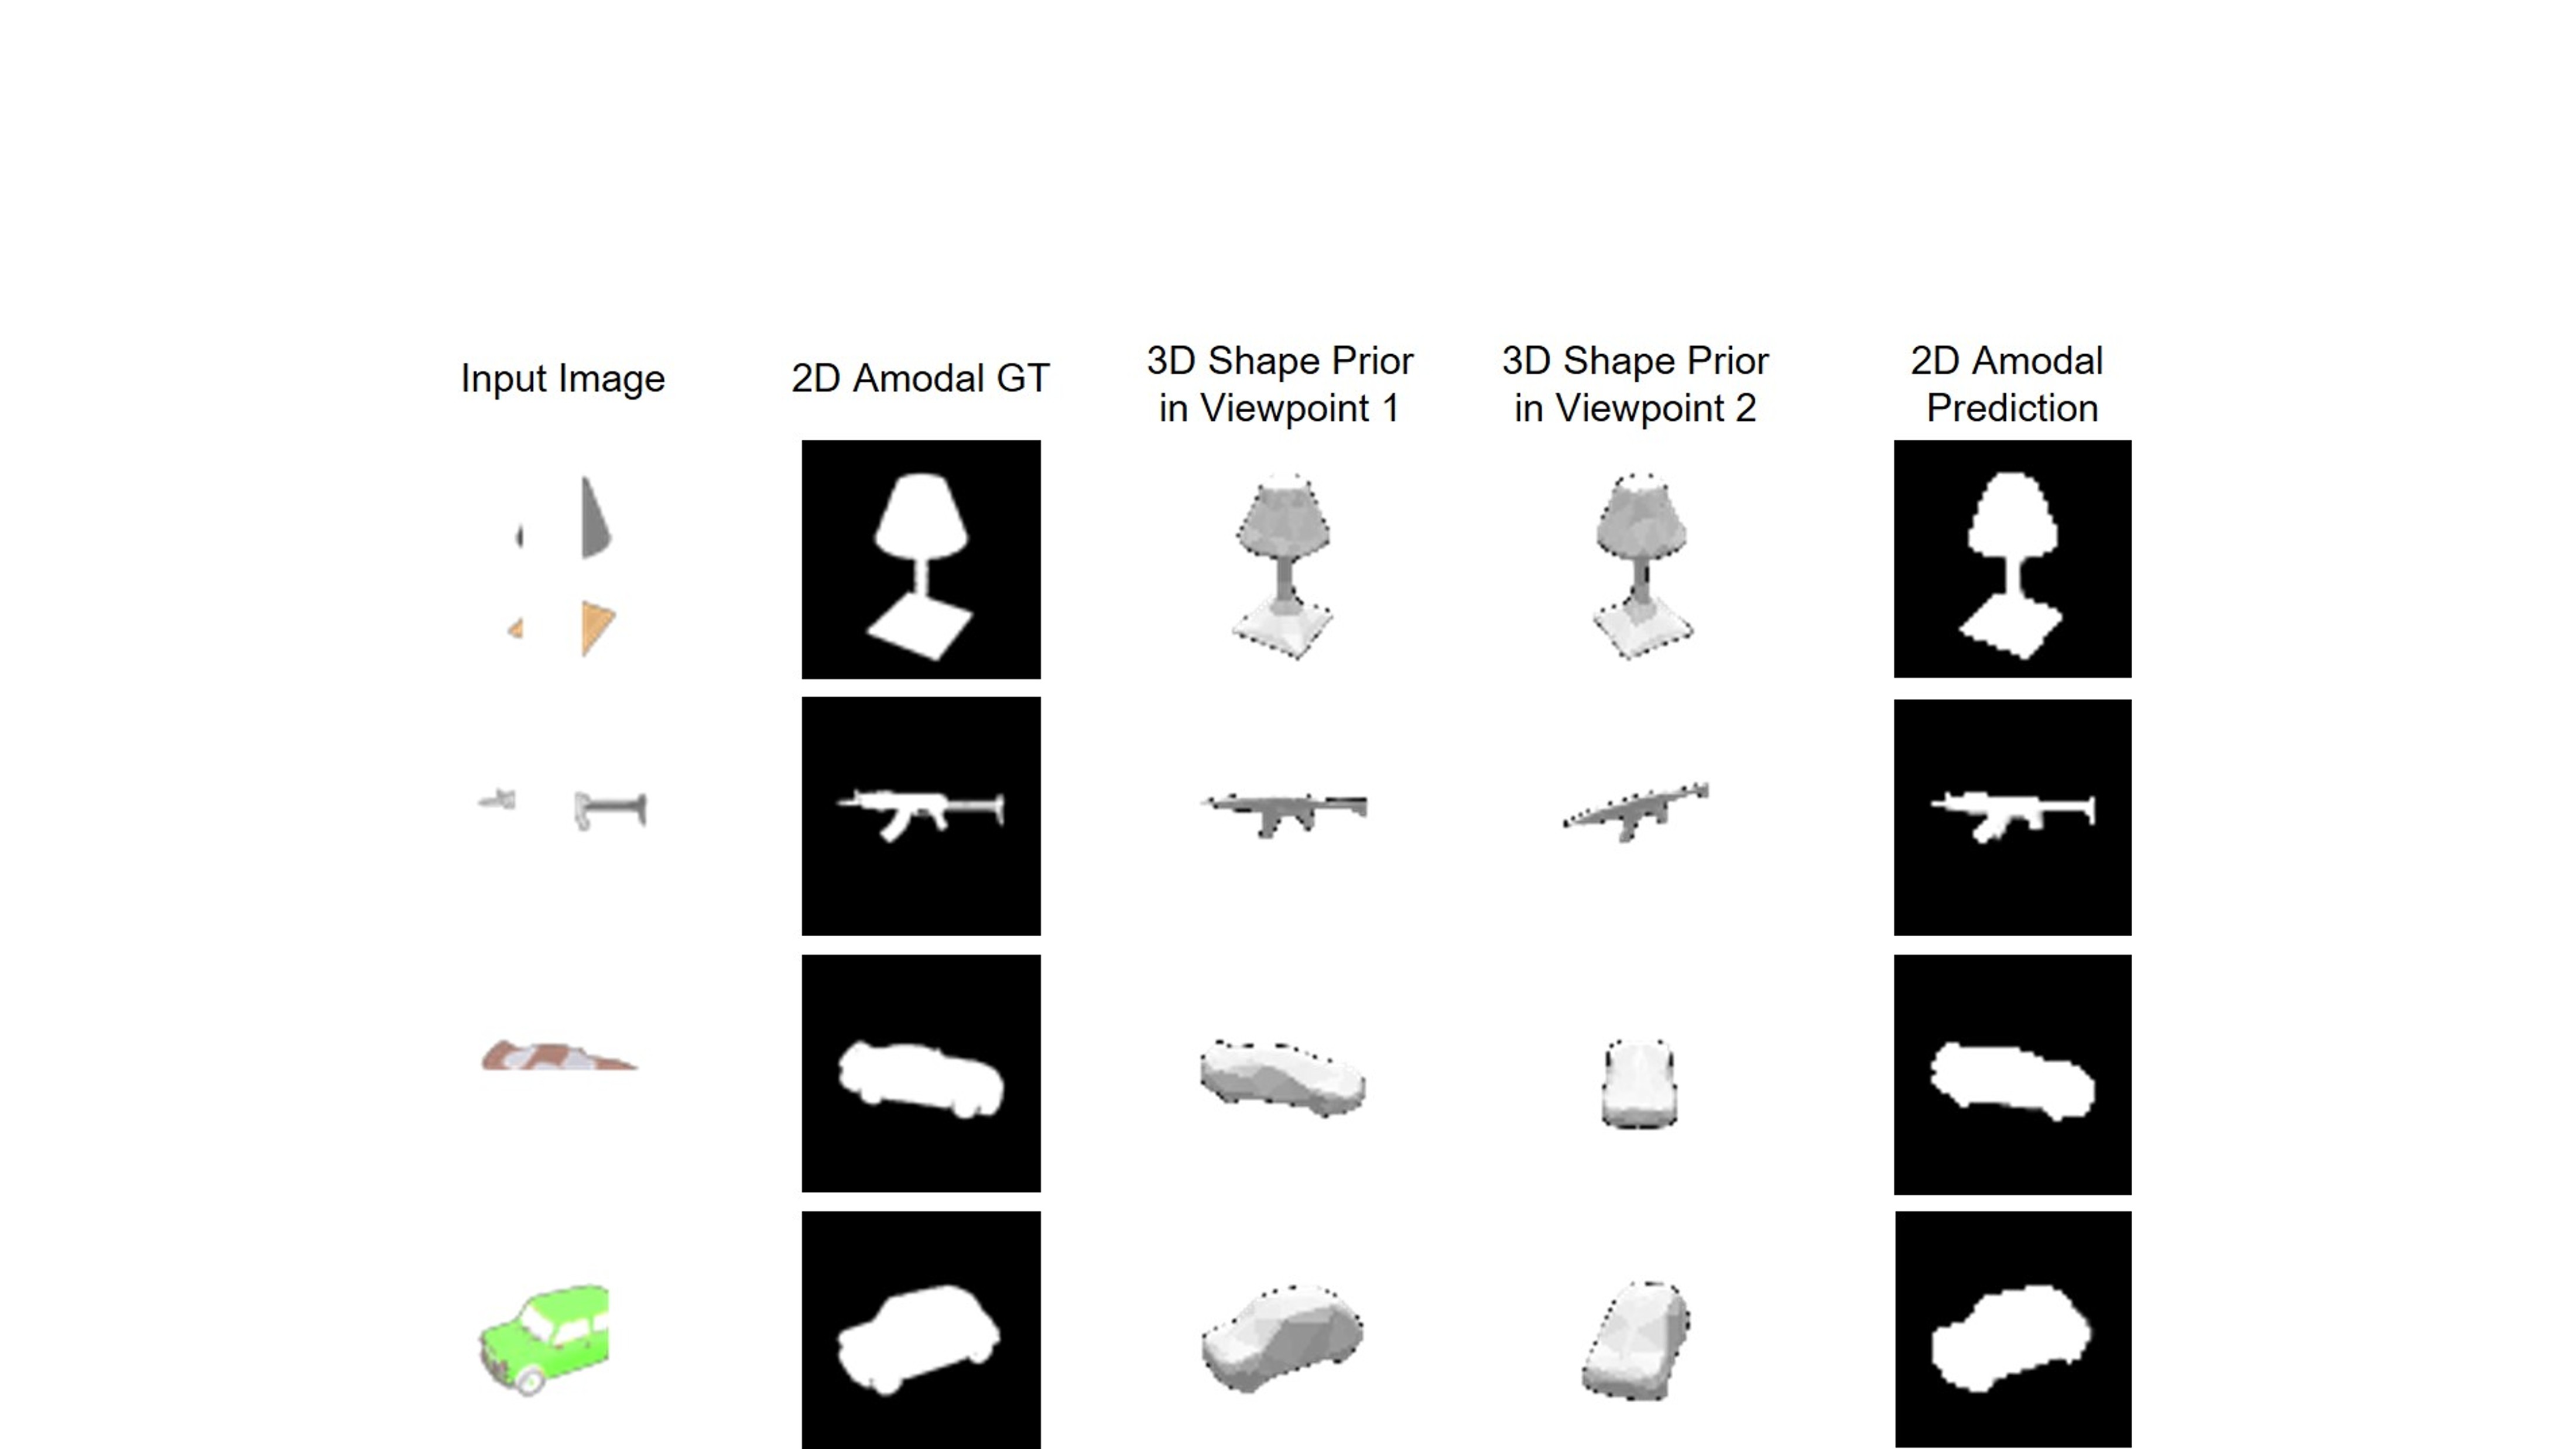 Input Image
2D Amodal GT
3D Shape Prior
in Viewpoint 1
3D Shape Prior
in Viewpoint 2
2D Amodal
Prediction